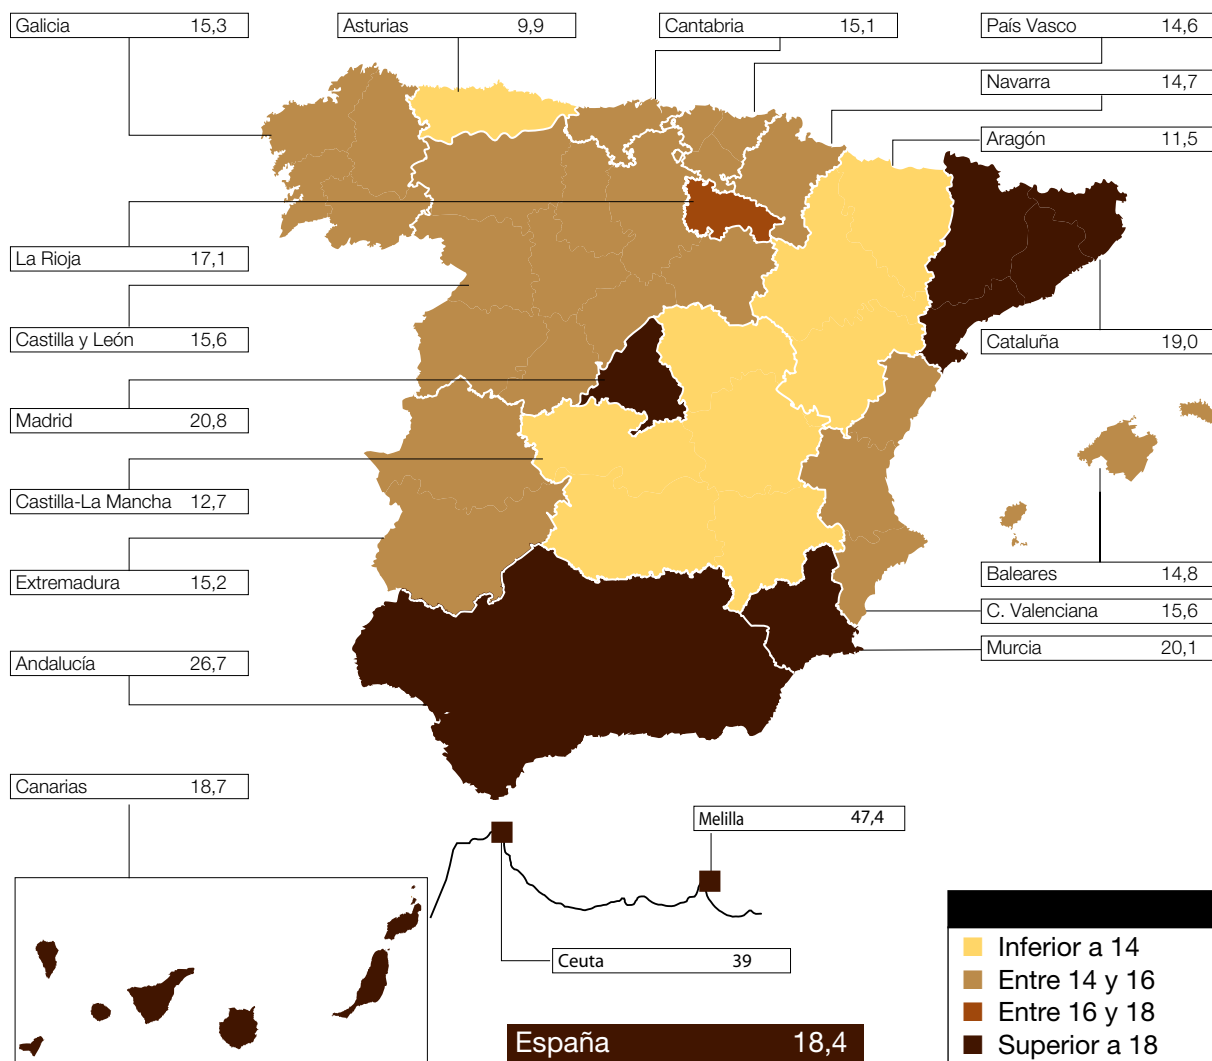 Galicia 15,3
Asturias 9,9
Cantabria 15,1
País Vasco 14,6
Navarra 14,7
Aragón 11,5
La Rioja 17,1
Castilla y León 15,6
Cataluña 19,0
Madrid 20,8
Castilla-La Mancha 12,7
Extremadura 15,2
Baleares 14,8
C. Valenciana 15,6
Murcia 20,1
Andalucía 26,7
Canarias 18,7
Melilla 47,4
Ceuta 39
Inferior a 14
Entre 14 y 16
Entre 16 y 18
Superior a 18
España 18,4